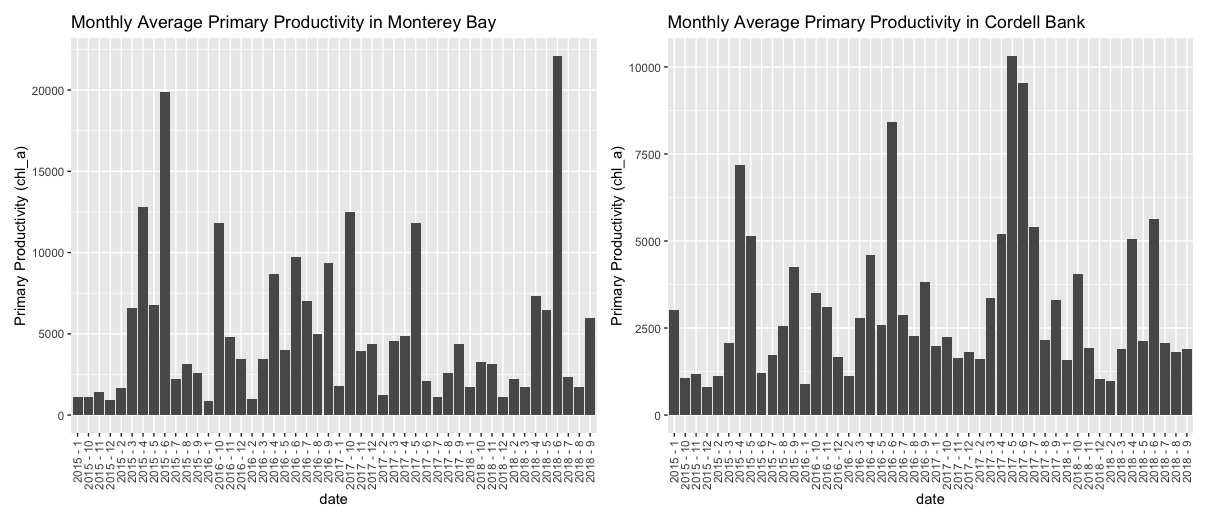 Monthly Average Primary Productivity in Monterey Bay
Primary Productivity (chl_a)
20000
15000
10000
5000
0
2015 - 1
2015 - 10
2015 - 11
2015 - 12
2015 - 2
2015 - 3
2015 - 4
2015 - 5
2015 - 6
2015 - 7
2015 - 8
2015 - 9
2016 - 1
2016 - 10
2016 - 11
2016 - 12
2016 - 2
2016 - 3
2016 - 4
2016 - 5
2016 - 6
2016 - 7
2016 - 8
2016 - 9
2017 - 1
2017 - 10
2017 - 11
2017 - 12
2017 - 2
2017 - 3
2017 - 4
2017 - 5
2017 - 6
2017 - 7
2017 - 8
2017 - 9
2018 - 1
2018 - 10
2018 - 11
2018 - 12
2018 - 2
2018 - 3
2018 - 4
2018 - 5
2018 - 6
2018 - 7
2018 - 8
2018 - 9
date
Monthly Average Primary Productivity in Cordell Bank
Primary Productivity (chl_a)
10000
7500
5000
2500
0
2015 - 1
2015 - 10
2015 - 11
2015 - 12
2015 - 2
2015 - 3
2015 - 4
2015 - 5
2015 - 6
2015 - 7
2015 - 8
2015 - 9
2016 - 1
2016 - 10
2016 - 11
2016 - 12
2016 - 2
2016 - 3
2016 - 4
2016 - 5
2016 - 6
2016 - 7
2016 - 8
2016 - 9
2017 - 1
2017 - 10
2017 - 11
2017 - 12
2017 - 2
2017 - 3
2017 - 4
2017 - 5
2017 - 6
2017 - 7
2017 - 8
2017 - 9
2018 - 1
2018 - 10
2018 - 11
2018 - 12
2018 - 2
2018 - 3
2018 - 4
2018 - 5
2018 - 6
2018 - 7
2018 - 8
2018 - 9
date